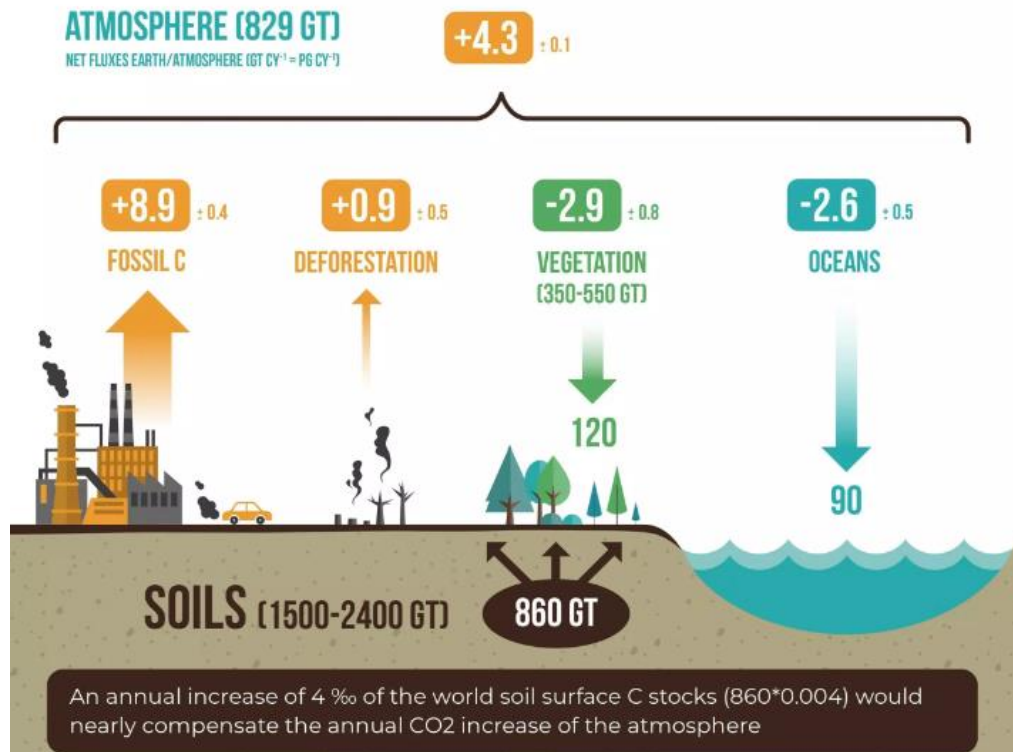 ATMOSPHERE (829 GT)
+4.3 ± 0.1
NET FLUXES EARTH/ATMOSPHERE (GT CY⁻¹ = PG CY⁻¹)
+8.9 ± 0.4
+0.9 ± 0.5
-2.9 ± 0.8
-2.6 ± 0.5
FOSSIL C
DEFORESTATION
VEGETATION
(350-550 GT)
OCEANS
120
90
SOILS (1500-2400 GT)
860 GT
An annual increase of 4 ‰ of the world soil surface C stocks (860*0.004) would
nearly compensate the annual CO2 increase of the atmosphere